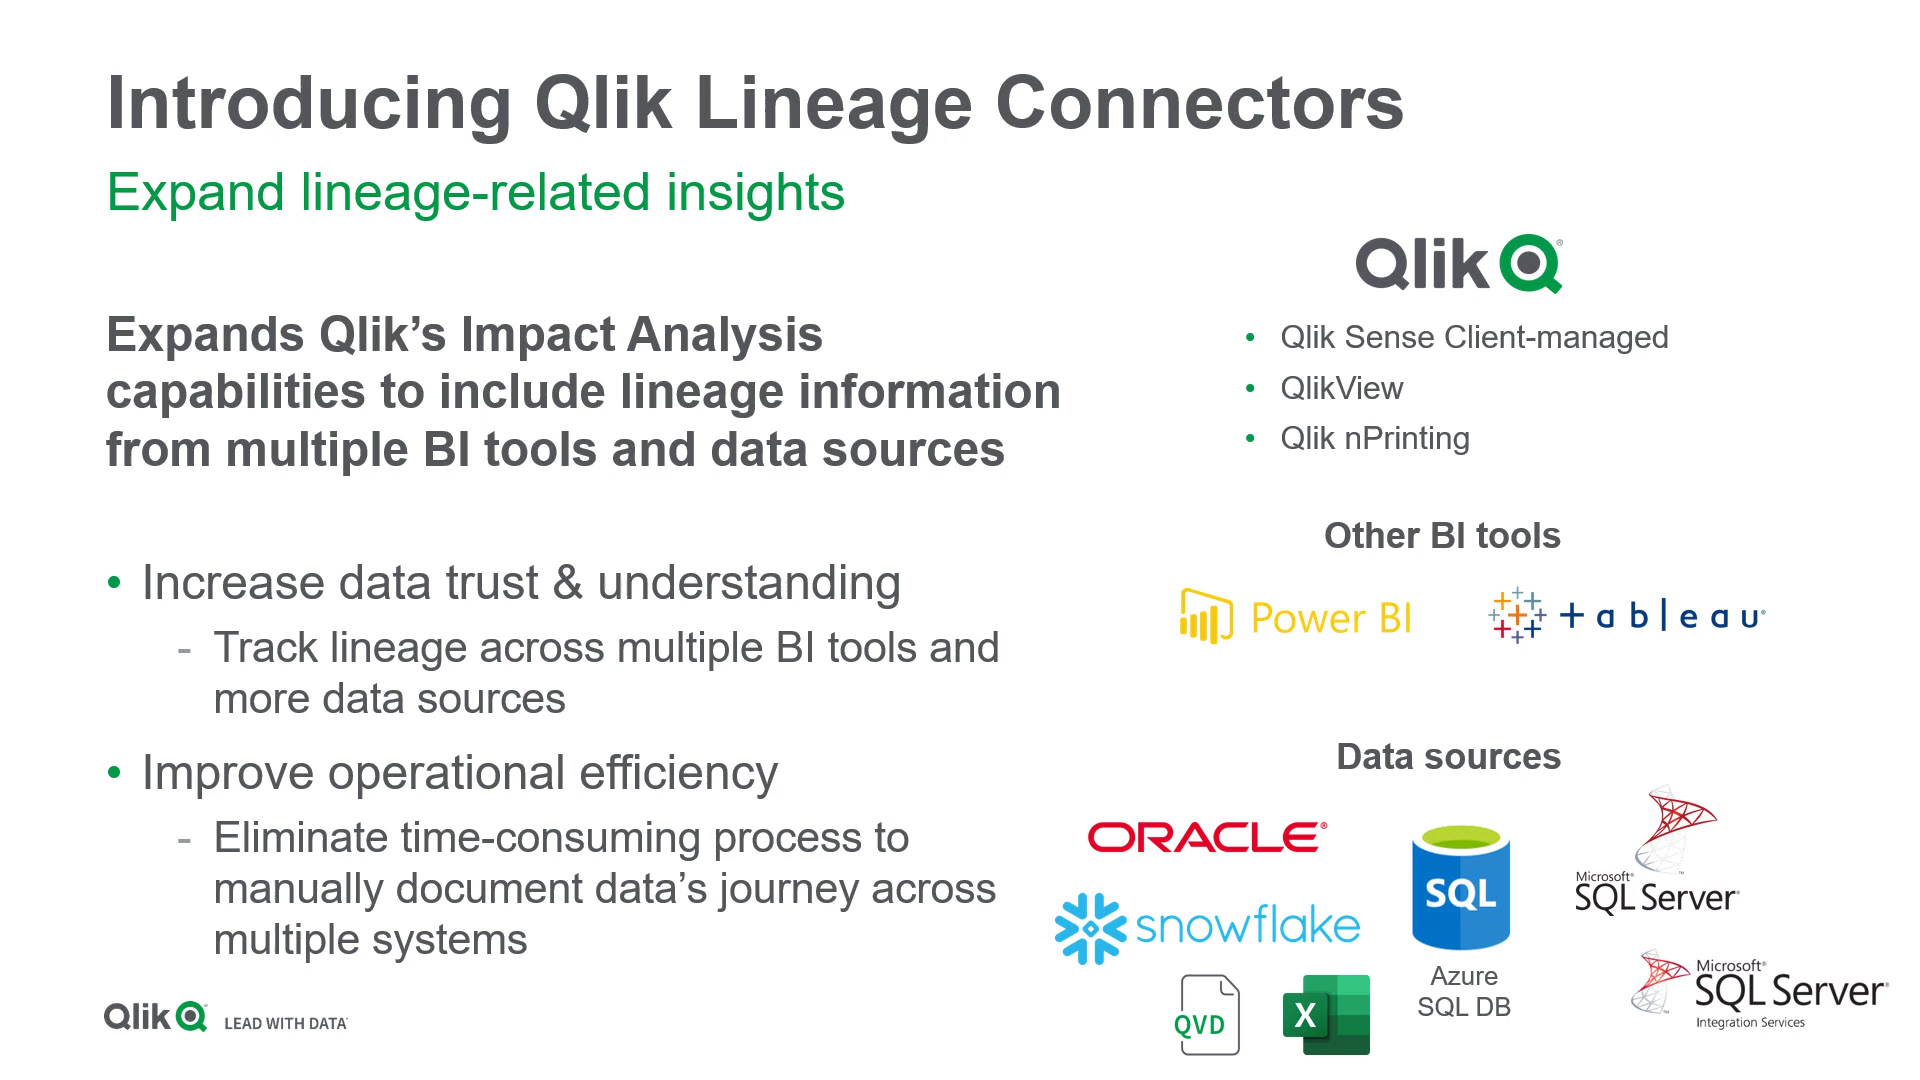 Introducing Qlik Lineage Connectors
Expand lineage-related insights
Expands Qlik’s Impact Analysis
capabilities to include lineage information
from multiple BI tools and data sources
• Increase data trust & understanding
- Track lineage across multiple BI tools and
more data sources
• Improve operational efficiency
- Eliminate time-consuming process to
manually document data’s journey across
multiple systems
Qlik LEAD WITH DATA™
Qlik®
• Qlik Sense Client-managed
• QlikView
• Qlik nPrinting
Other BI tools
Power BI
+ableau®
Data sources
ORACLE®
snowflake
QVD
X
SQL
Azure
SQL DB
Microsoft®
SQL Server®
Microsoft®
SQL Server®
Integration Services